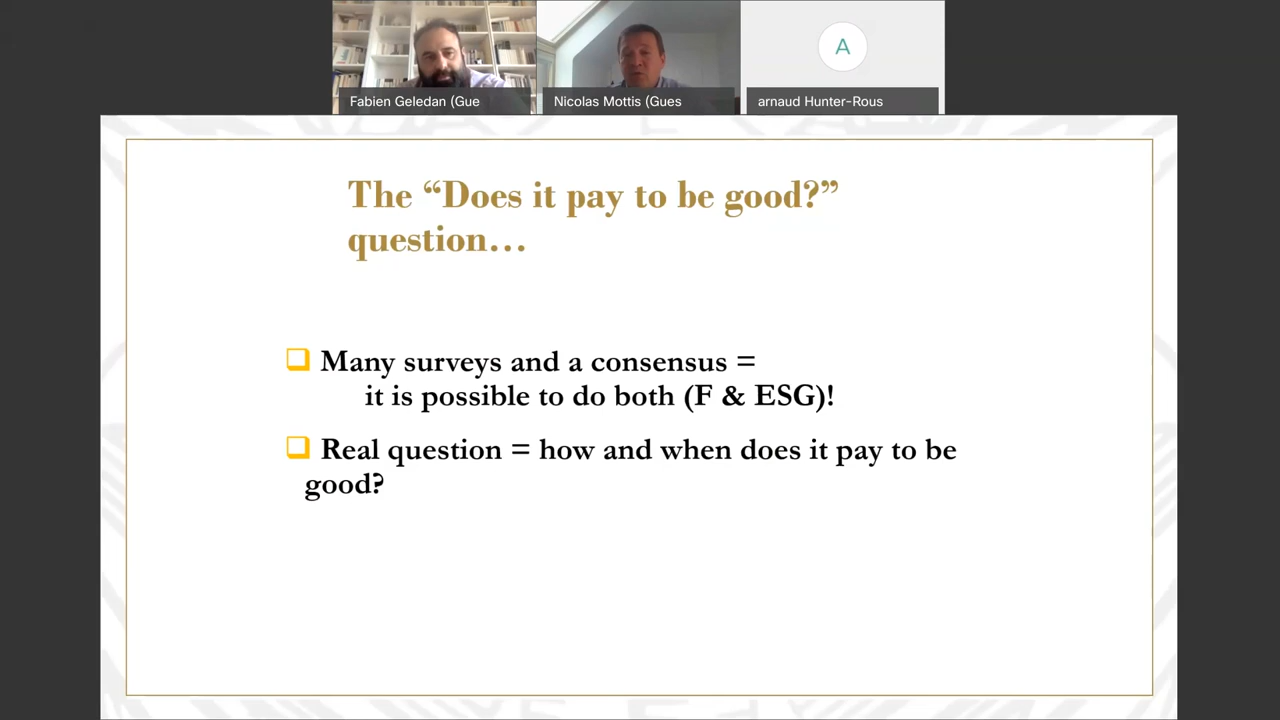 A
Fabien Geledan (Gue
Nicolas Mottis (Gues
arnaud Hunter-Rous
The “Does it pay to be good?”
question…
Many surveys and a consensus =
it is possible to do both (F & ESG)!
Real question = how and when does it pay to be
good?